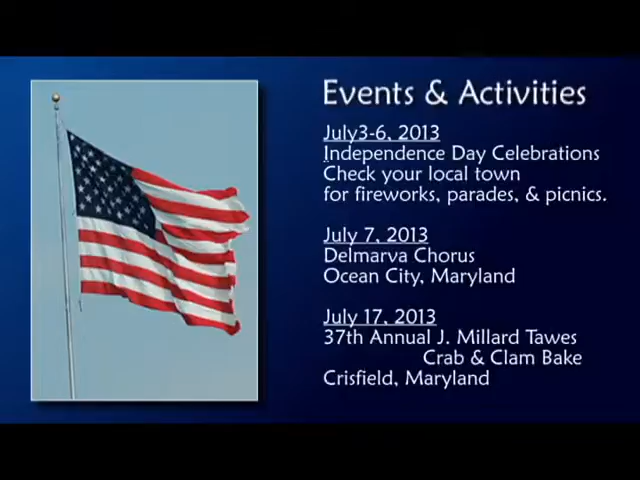 Events & Activities
July3-6, 2013
Independence Day Celebrations
Check your local town
for fireworks, parades, & picnics.
July 7, 2013
Delmarva Chorus
Ocean City, Maryland
July 17, 2013
37th Annual J. Millard Tawes
Crab & Clam Bake
Crisfield, Maryland